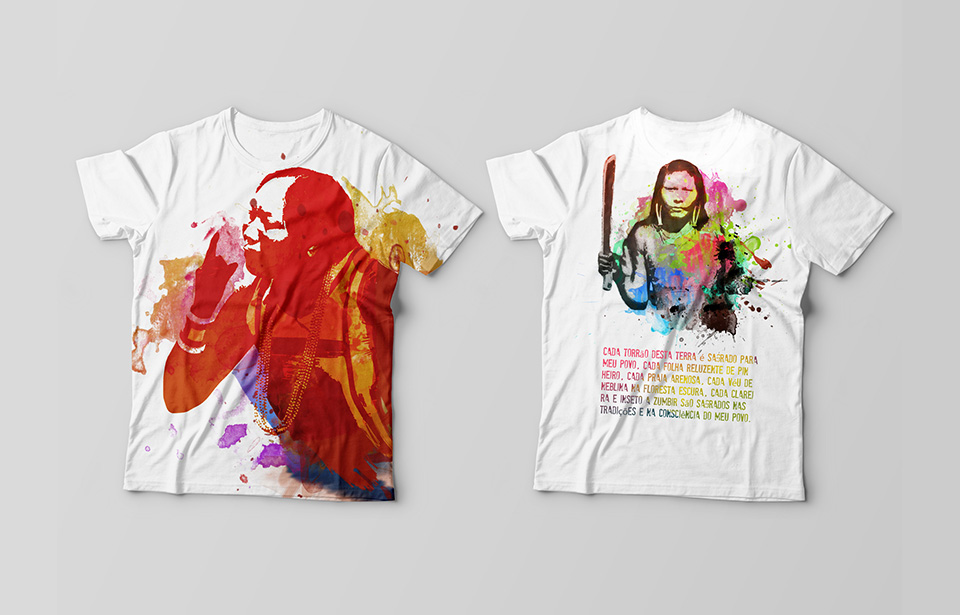 CADA TORRãO DESTA TERRA é SAGRADO PARA
MEU POVO, CADA FOLHA RELUZENTE DE PIN
HEIRO, CADA PRAIA ARENOSA, CADA VéU DE
NEBLINA NA FLORESTA ESCURA, CADA CLAREI
RA E INSETO A ZUMBIR SãO SAGRADOS NAS
TRADIçõES E NA CONSCIêNCIA DO MEU POVO.